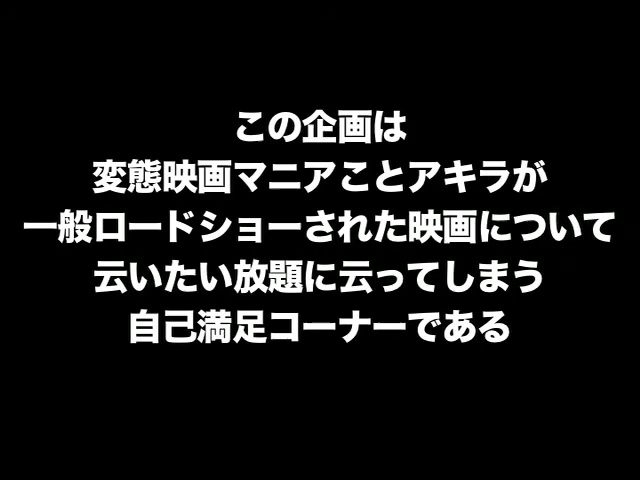 この企画は
変態映画マニアことアキラが
一般ロードショーされた映画について
云いたい放題に云ってしまう
自己満足コーナーである